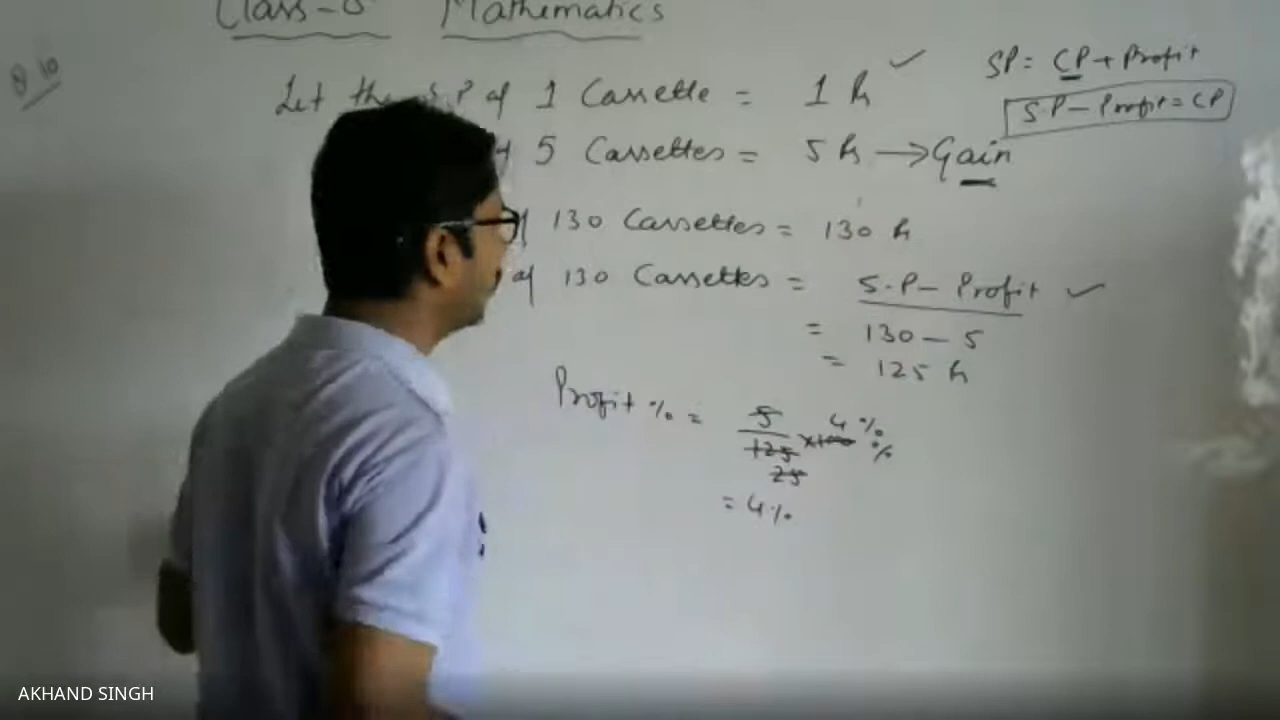 Class-8 Mathematics
Q 10
Let the S.P of 1 Cassette = 1 Rs ✓
SP = CP + Profit
S.P - Profit = CP
5 Cassettes = 5 Rs → Gain
of 130 Cassettes = 130 Rs
of 130 Cassettes = S.P - Profit ✓
= 130 - 5
= 125 Rs
Profit % = 5/125 x100 % 4 %
25
= 4%
AKHAND SINGH